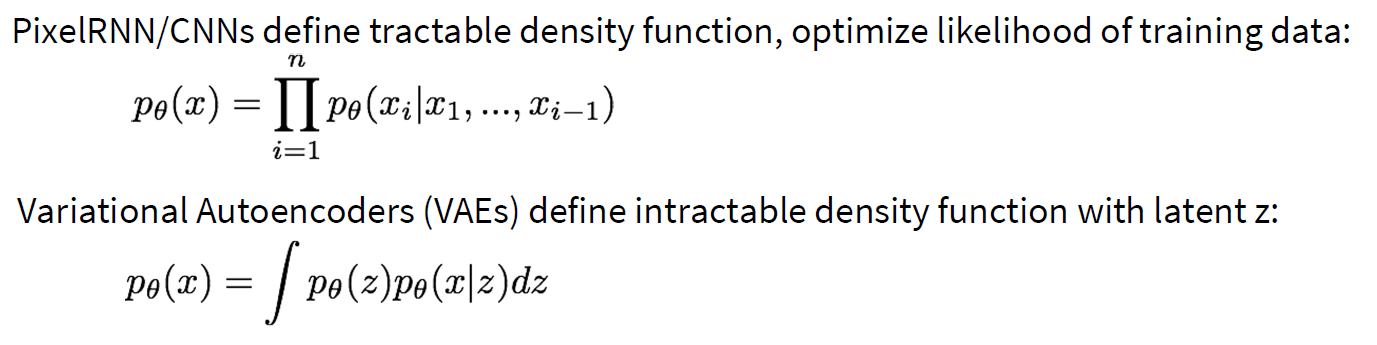 PixelRNN/CNNs define tractable density function, optimize likelihood of training data:
$p_\theta(x) = \prod_{i=1}^{n} p_\theta(x_i|x_1, ..., x_{i-1})$
Variational Autoencoders (VAEs) define intractable density function with latent z:
$p_\theta(x) = \int p_\theta(z) p_\theta(x|z) dz$